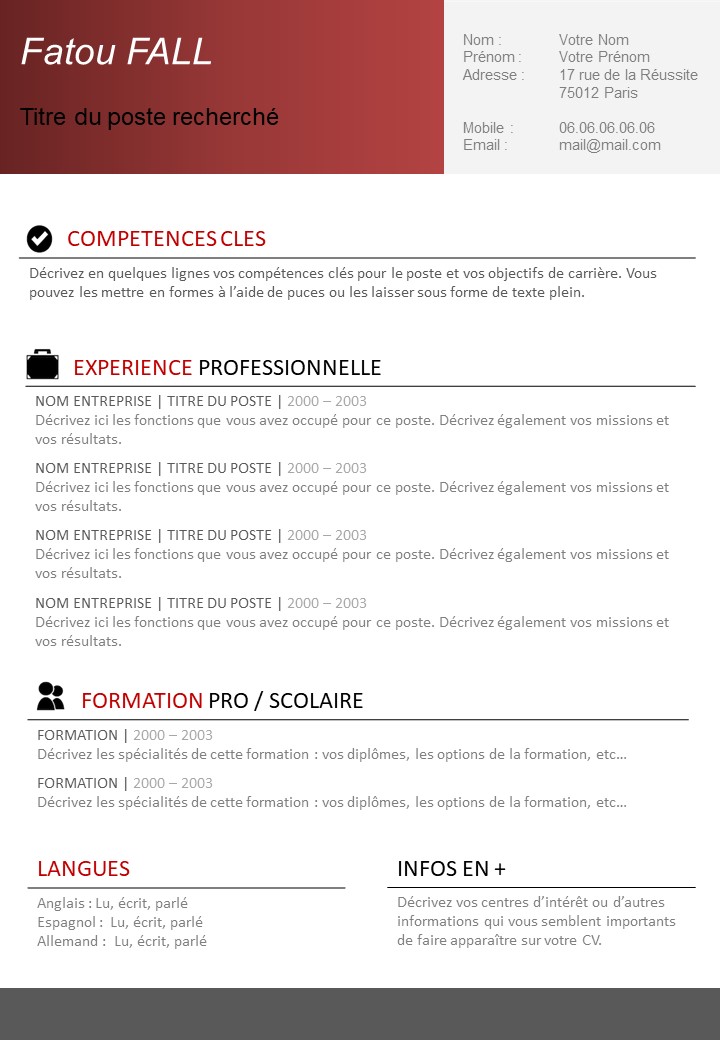 Fatou FALL
Titre du poste recherché
Nom : Votre Nom
Prénom : Votre Prénom
Adresse : 17 rue de la Réussite
75012 Paris
Mobile : 06.06.06.06.06
Email : mail@mail.com
COMPETENCES CLES
Décrivez en quelques lignes vos compétences clés pour le poste et vos objectifs de carrière. Vous
pouvez les mettre en formes à l’aide de puces ou les laisser sous forme de texte plein.
EXPERIENCE PROFESSIONNELLE
NOM ENTREPRISE | TITRE DU POSTE | 2000 – 2003
Décrivez ici les fonctions que vous avez occupé pour ce poste. Décrivez également vos missions et
vos résultats.
NOM ENTREPRISE | TITRE DU POSTE | 2000 – 2003
Décrivez ici les fonctions que vous avez occupé pour ce poste. Décrivez également vos missions et
vos résultats.
NOM ENTREPRISE | TITRE DU POSTE | 2000 – 2003
Décrivez ici les fonctions que vous avez occupé pour ce poste. Décrivez également vos missions et
vos résultats.
NOM ENTREPRISE | TITRE DU POSTE | 2000 – 2003
Décrivez ici les fonctions que vous avez occupé pour ce poste. Décrivez également vos missions et
vos résultats.
FORMATION PRO / SCOLAIRE
FORMATION | 2000 – 2003
Décrivez les spécialités de cette formation : vos diplômes, les options de la formation, etc…
FORMATION | 2000 – 2003
Décrivez les spécialités de cette formation : vos diplômes, les options de la formation, etc…
LANGUES
Anglais : Lu, écrit, parlé
Espagnol : Lu, écrit, parlé
Allemand : Lu, écrit, parlé
INFOS EN +
Décrivez vos centres d’intérêt ou d’autres
informations qui vous semblent importants
de faire apparaître sur votre CV.